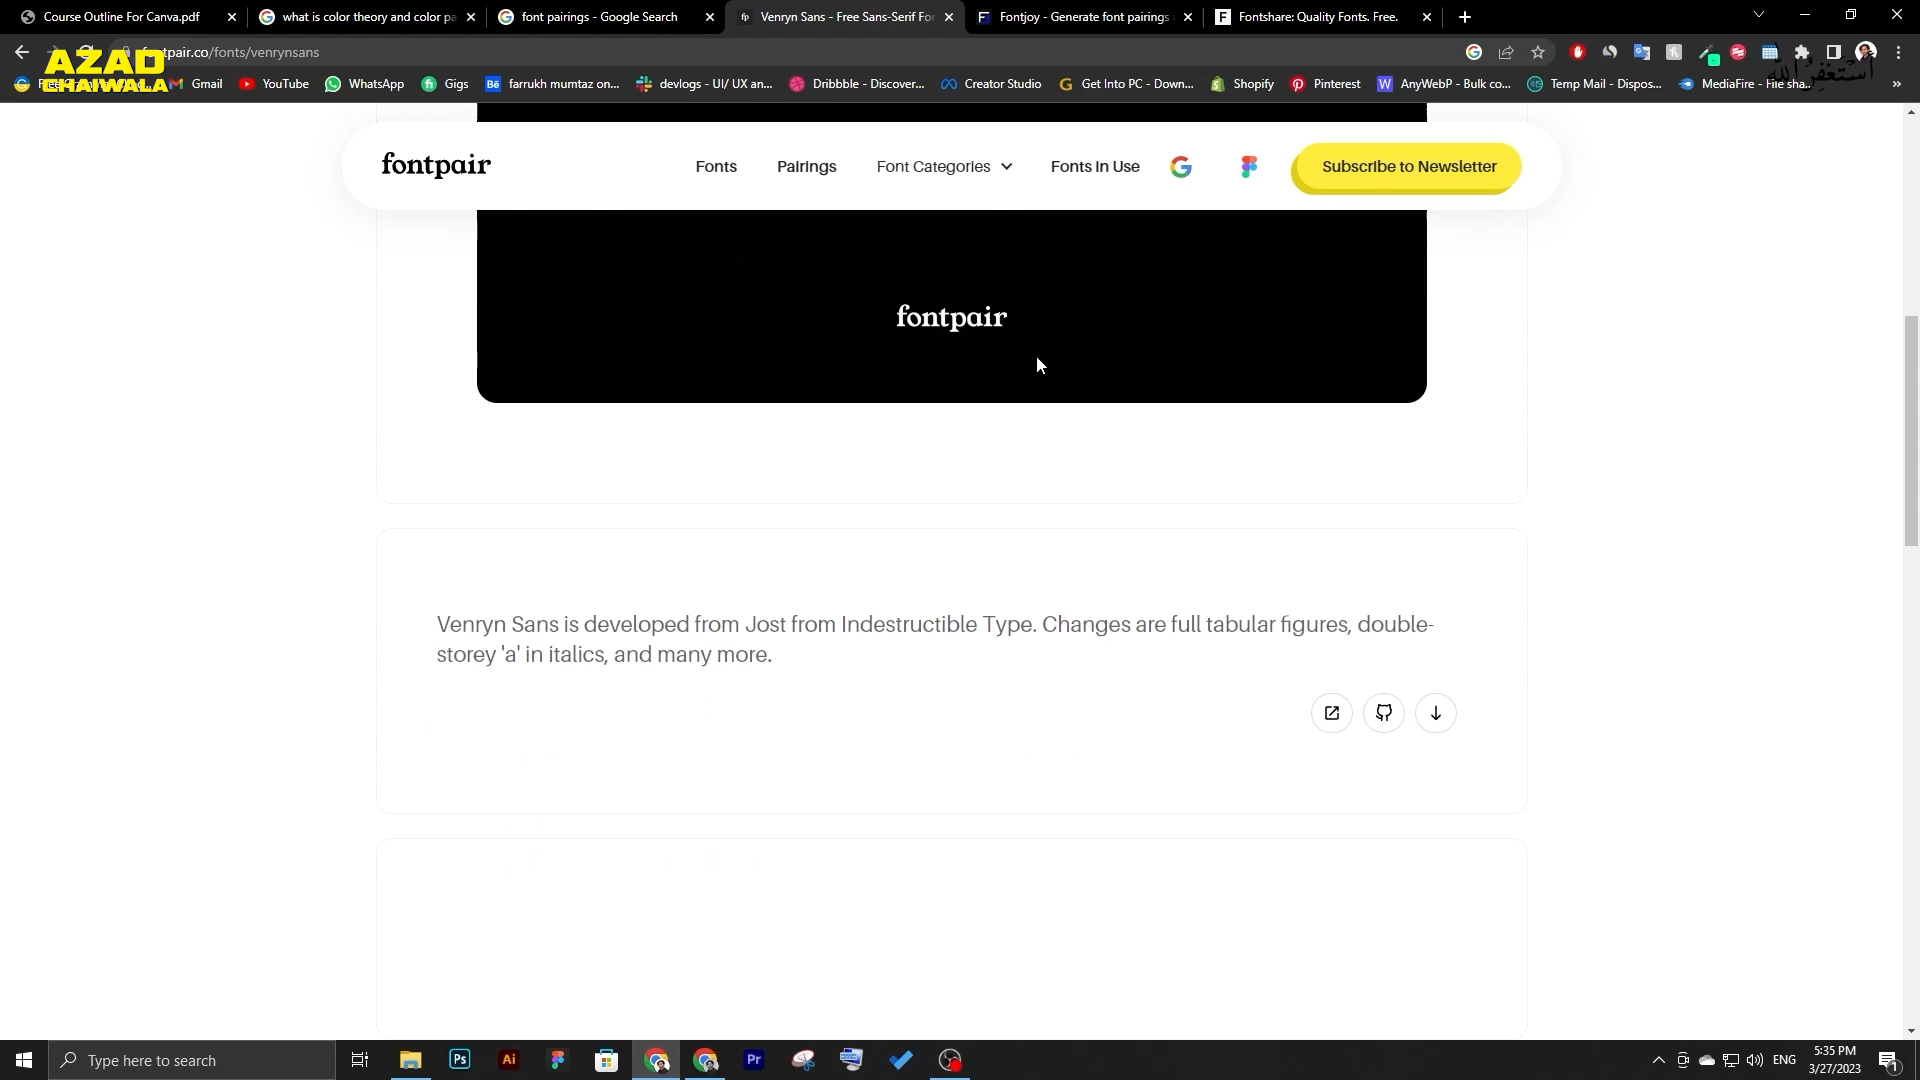 Course Outline For Canva.pdf
what is color theory and color pa
font pairings - Google Search
Venryn Sans - Free Sans-Serif For
Fontjoy - Generate font pairings
Fontshare: Quality Fonts. Free.
tpair.co/fonts/venrynsans
AZAD
CHAIWALA
Gmail
YouTube
WhatsApp
Gigs
farrukh mumtaz on...
devlogs - UI/ UX an...
Dribbble - Discover...
Creator Studio
Get Into PC - Down...
Shopify
Pinterest
AnyWebP - Bulk co...
Temp Mail - Dispos...
MediaFire - File sha...
أستغفر الله
fontpair
Fonts
Pairings
Font Categories
Fonts In Use
Subscribe to Newsletter
fontpair
Venryn Sans is developed from Jost from Indestructible Type. Changes are full tabular figures, double-
storey 'a' in italics, and many more.
Type here to search
ENG
5:35 PM
3/27/2023